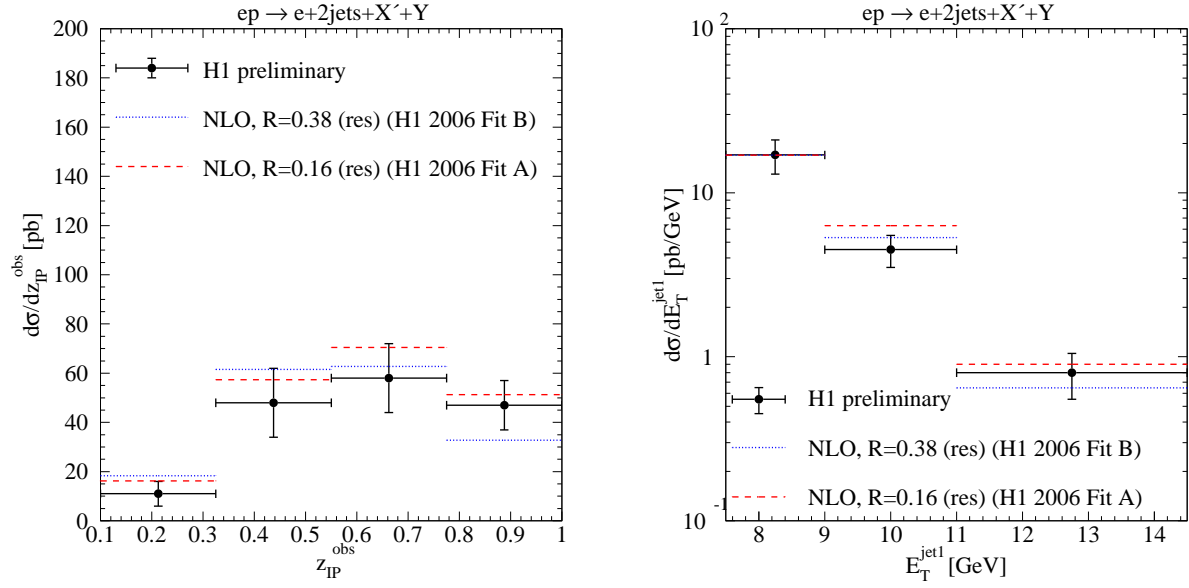 ep → e+2jets+X´+Y
dσ/dz_IP^obs [pb]
200
180
160
140
120
100
80
60
40
20
0
H1 preliminary
NLO, R=0.38 (res) (H1 2006 Fit B)
NLO, R=0.16 (res) (H1 2006 Fit A)
0.1 0.2 0.3 0.4 0.5 0.6 0.7 0.8 0.9 1
z_IP^obs
ep → e+2jets+X´+Y
dσ/dE_T^jet1 [pb/GeV]
10^2
10
1
10^-1
H1 preliminary
NLO, R=0.38 (res) (H1 2006 Fit B)
NLO, R=0.16 (res) (H1 2006 Fit A)
8 9 10 11 12 13 14
E_T^jet1 [GeV]